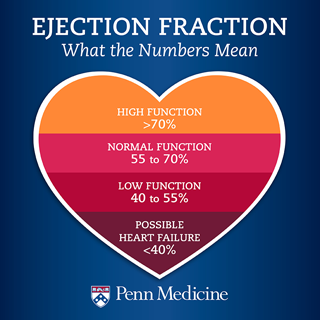 EJECTION FRACTION
What the Numbers Mean
HIGH FUNCTION
>70%
NORMAL FUNCTION
55 to 70%
LOW FUNCTION
40 to 55%
POSSIBLE
HEART FAILURE
<40%
Penn Medicine